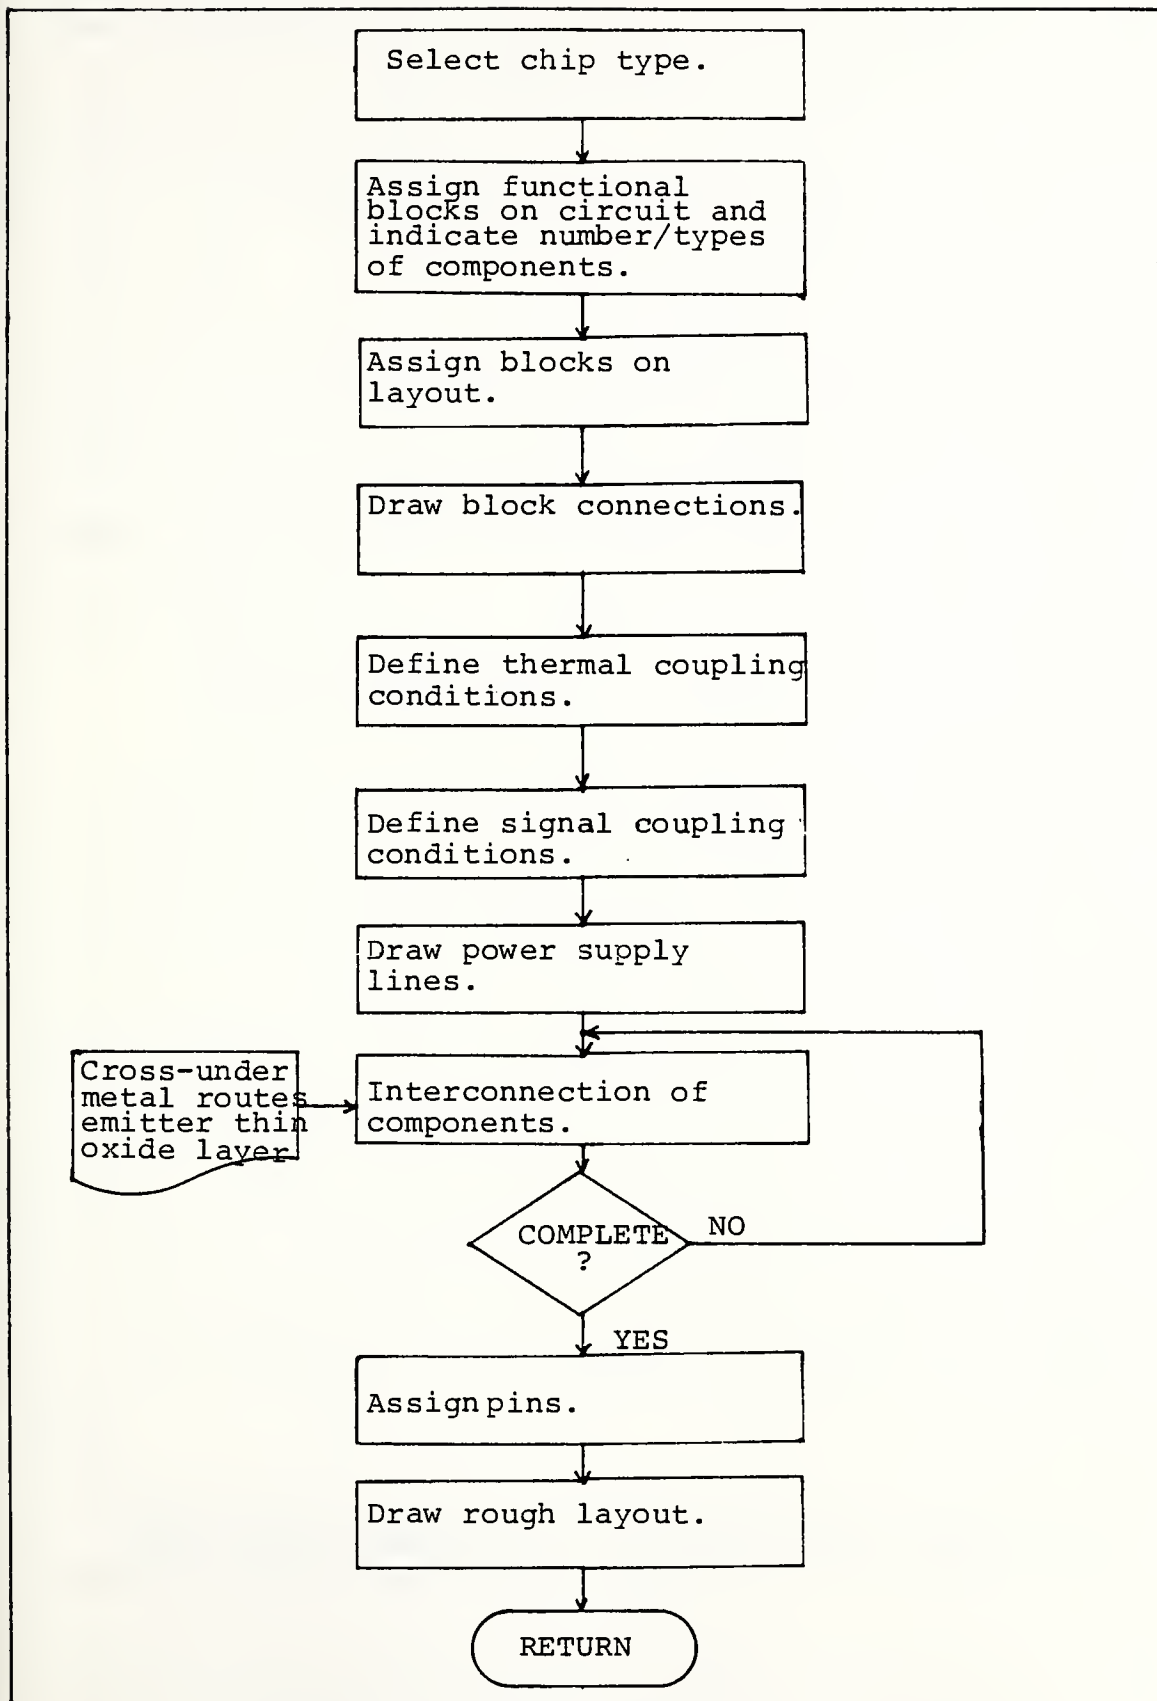 Select chip type.
Assign functional
blocks on circuit and
indicate number/types
of components.
Assign blocks on
layout.
Draw block connections.
Define thermal coupling
conditions.
Define signal coupling
conditions.
Draw power supply
lines.
Cross-under
metal routes
emitter thin
oxide layer
Interconnection of
components.
COMPLETE
?
NO
YES
Assign pins.
Draw rough layout.
RETURN